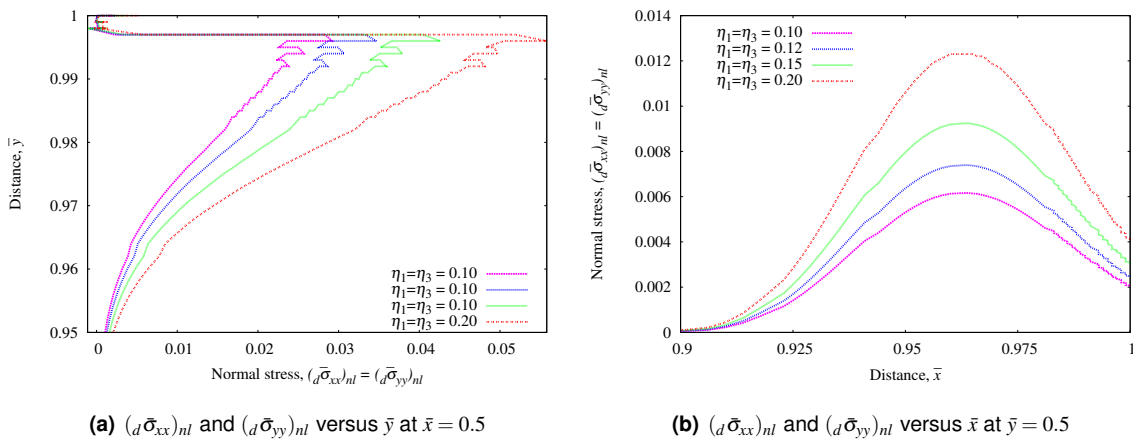 1
0.99
0.98
0.97
0.96
0.95
Distance, ȳ
0
0.01
0.02
0.03
0.04
0.05
Normal stress, (dσ̄xx)nl = (dσ̄yy)nl
η1=η3 = 0.10
η1=η3 = 0.10
η1=η3 = 0.10
η1=η3 = 0.20
(a) (dσ̄xx)nl and (dσ̄yy)nl versus ȳ at x̄ = 0.5
0.014
0.012
0.01
0.008
0.006
0.004
0.002
0
Normal stress, (dσ̄xx)nl = (dσ̄yy)nl
η1=η3 = 0.10
η1=η3 = 0.12
η1=η3 = 0.15
η1=η3 = 0.20
0.9
0.925
0.95
0.975
1
Distance, x̄
(b) (dσ̄xx)nl and (dσ̄yy)nl versus x̄ at ȳ = 0.5